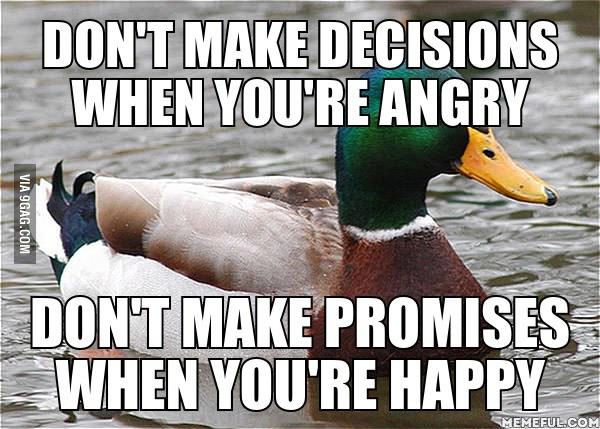 DON'T MAKE DECISIONS
WHEN YOU'RE ANGRY
VIA 9GAG.COM
DON'T MAKE PROMISES
WHEN YOU'RE HAPPY
MEMEFUL.COM